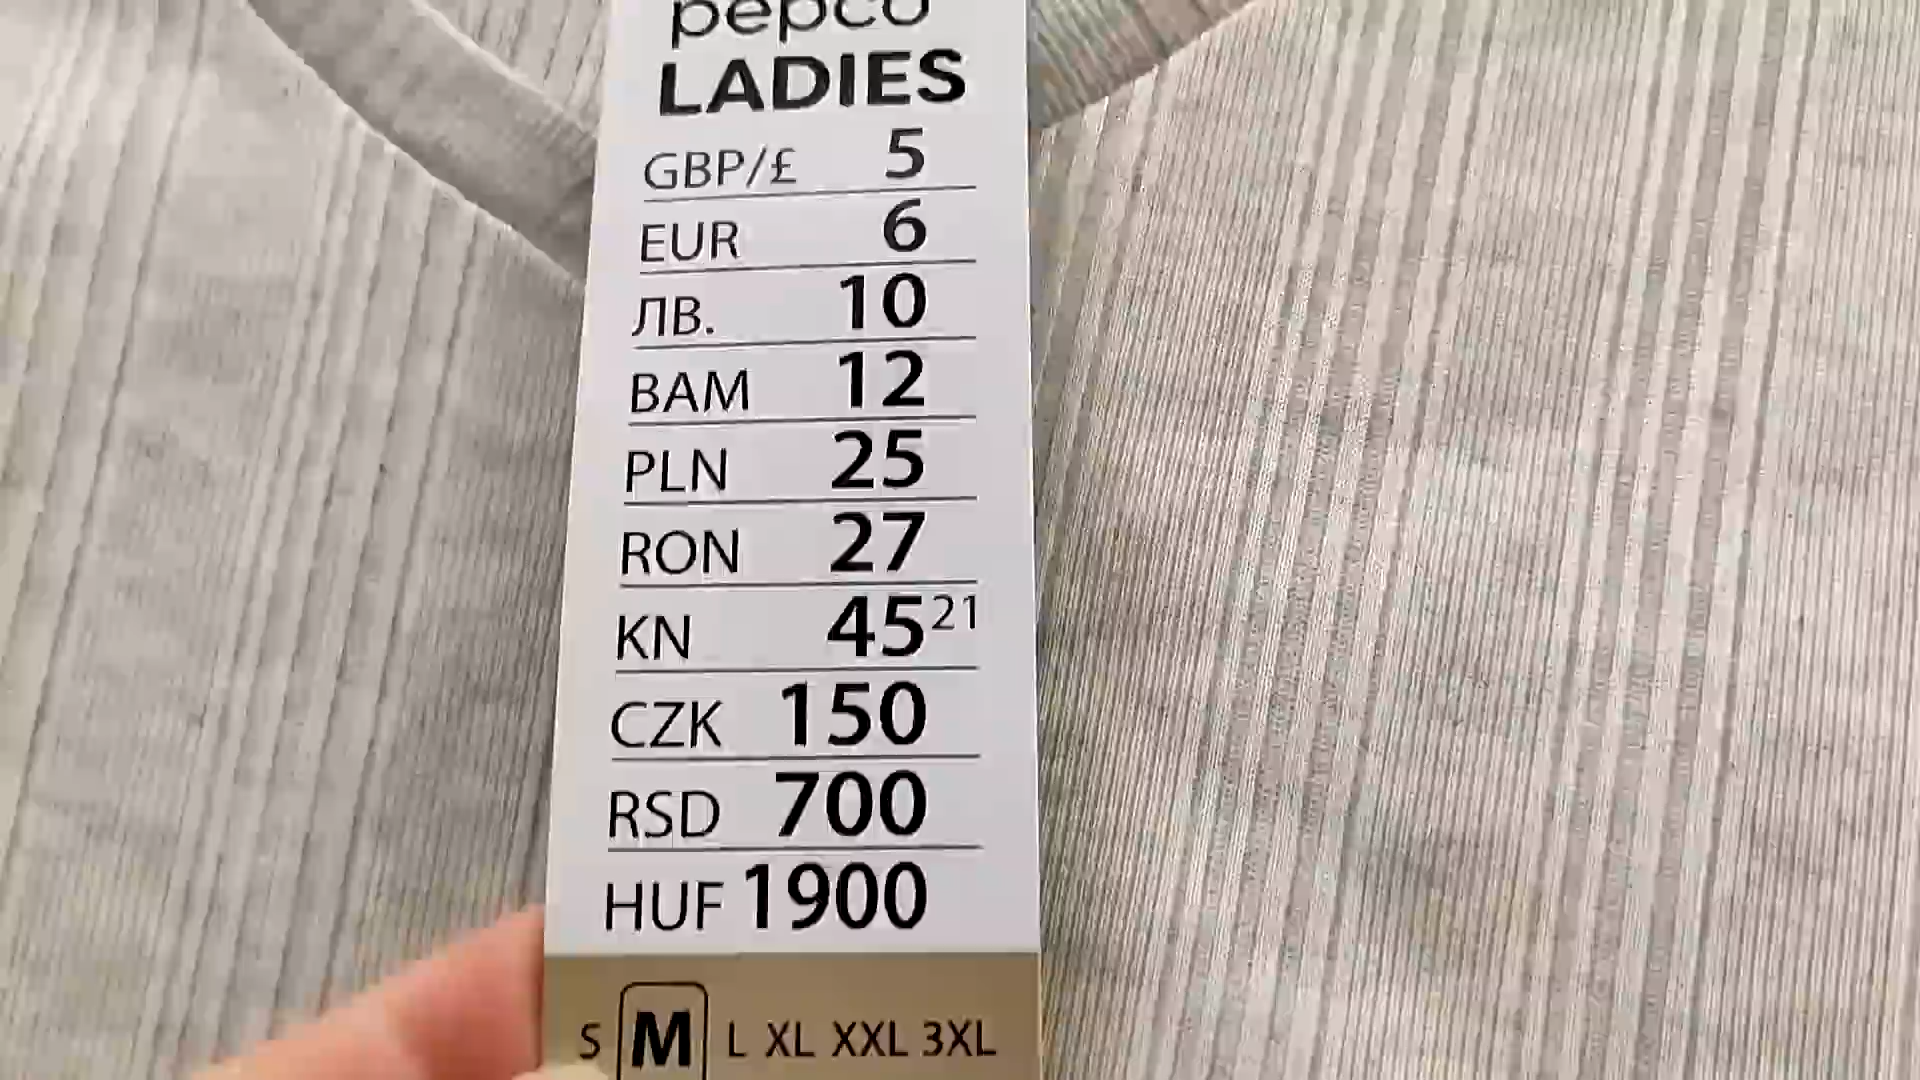 pepco
LADIES
GBP/£ 5
EUR 6
ЛВ. 10
BAM 12
PLN 25
RON 27
KN 45²¹
CZK 150
RSD 700
HUF 1900
S M L XL XXL 3XL